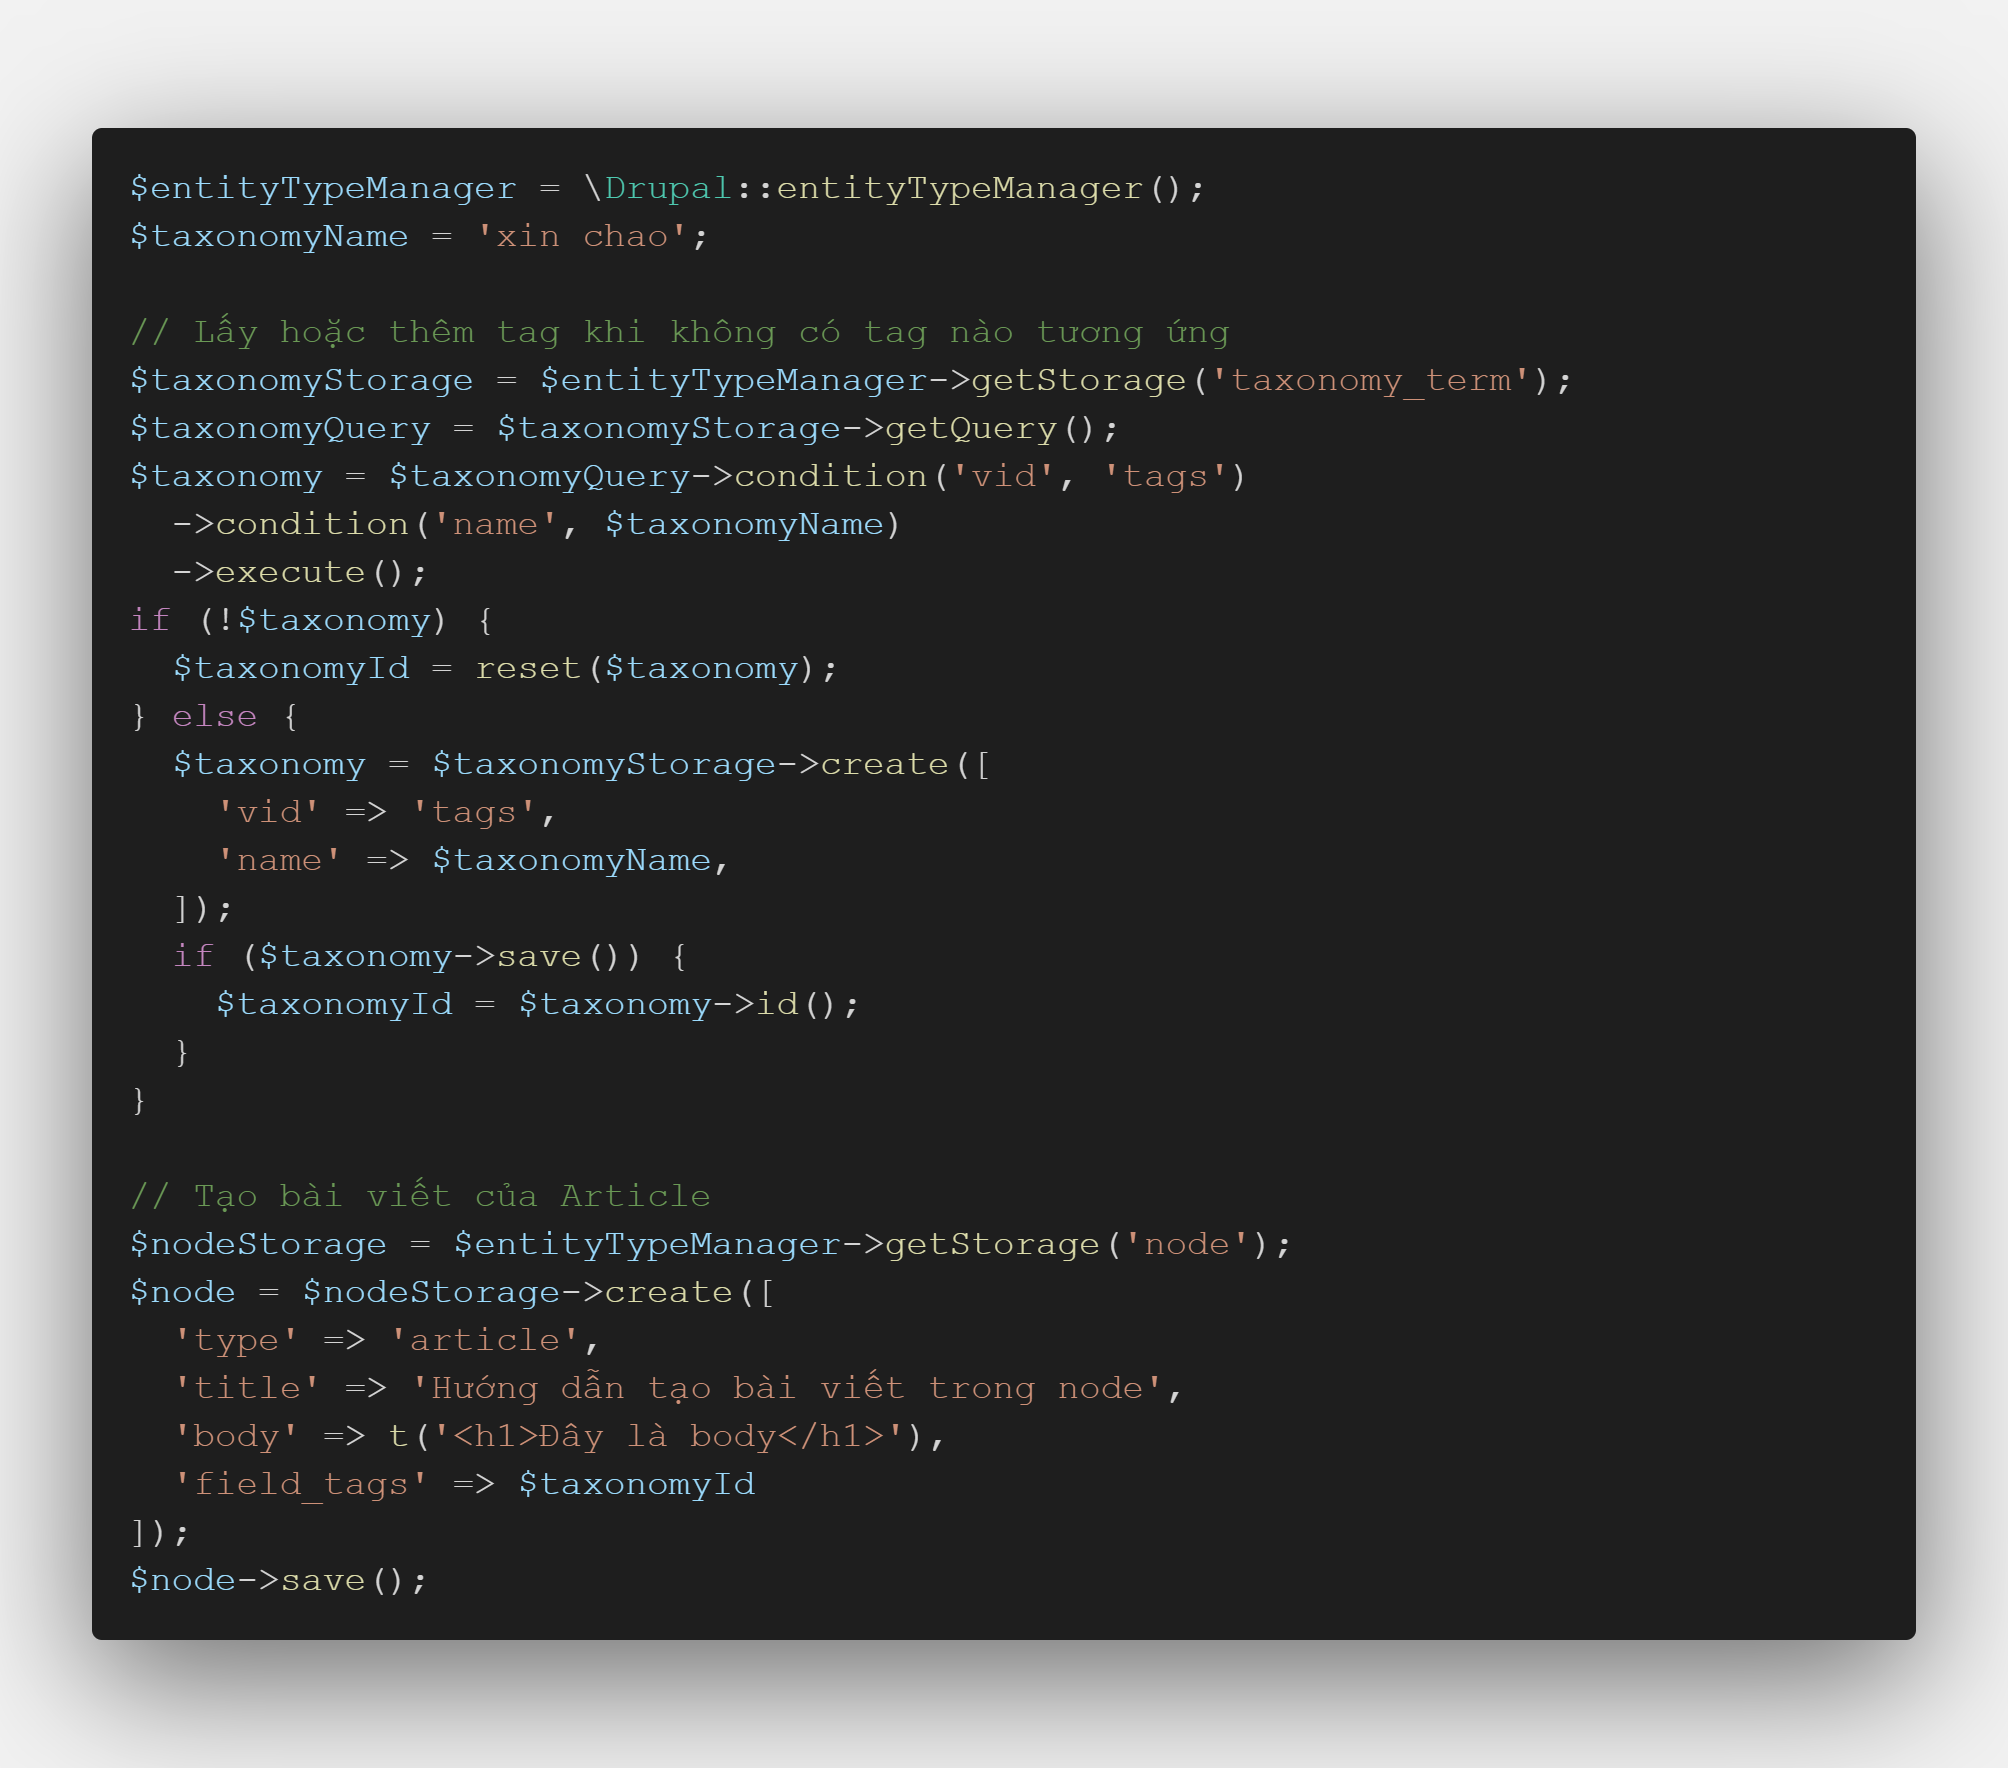 $entityTypeManager = \Drupal::entityTypeManager();
$taxonomyName = 'xin chao';

// Lấy hoặc thêm tag khi không có tag nào tương ứng
$taxonomyStorage = $entityTypeManager->getStorage('taxonomy_term');
$taxonomyQuery = $taxonomyStorage->getQuery();
$taxonomy = $taxonomyQuery->condition('vid', 'tags')
  ->condition('name', $taxonomyName)
  ->execute();
if (!$taxonomy) {
  $taxonomyId = reset($taxonomy);
} else {
  $taxonomy = $taxonomyStorage->create([
    'vid' => 'tags',
    'name' => $taxonomyName,
  ]);
  if ($taxonomy->save()) {
    $taxonomyId = $taxonomy->id();
  }
}

// Tạo bài viết của Article
$nodeStorage = $entityTypeManager->getStorage('node');
$node = $nodeStorage->create([
  'type' => 'article',
  'title' => 'Hướng dẫn tạo bài viết trong node',
  'body' => t('<h1>Đây là body</h1>'),
  'field_tags' => $taxonomyId
]);
$node->save();